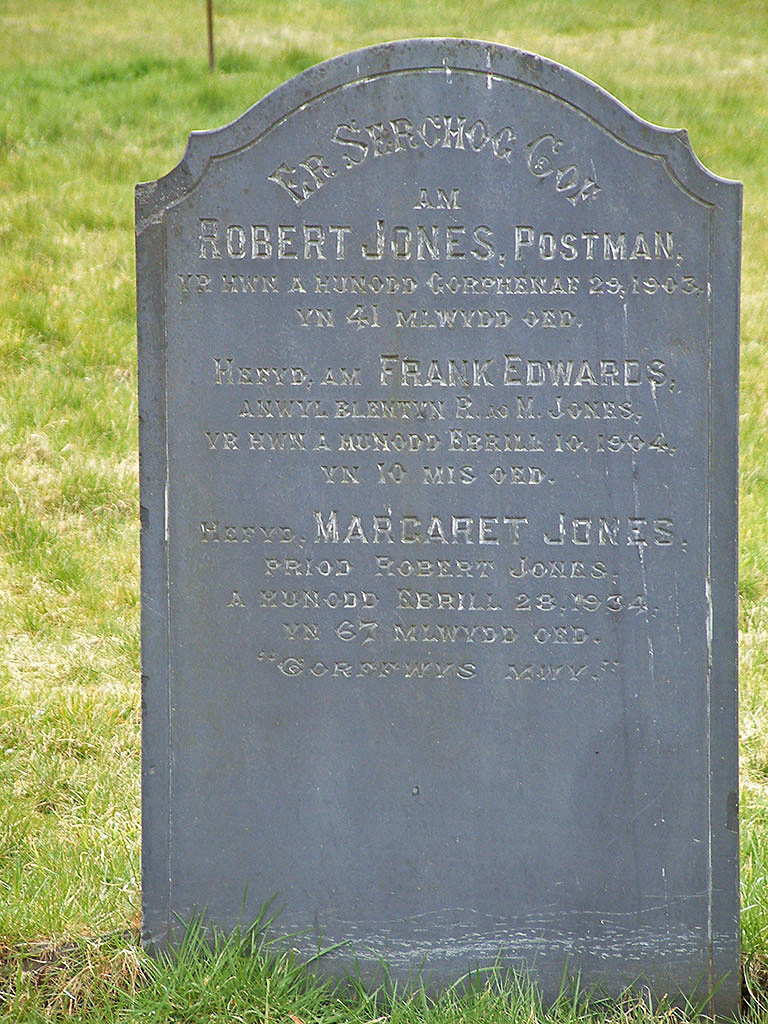 Er Serchog Gof
AM
ROBERT JONES, POSTMAN,
YR HWN A HUNODD GORPHENAF 29, 1903,
YN 41 MLWYDD OED.
HEFYD, AM FRANK EDWARDS,
ANWYL BLENTYN R. AC M. JONES,
YR HWN A HUNODD EBRILL 10, 1904,
YN 10 MIS OED.
HEFYD, MARGARET JONES,
PRIOD ROBERT JONES,
A HUNODD EBRILL 28, 1934,
YN 67 MLWYDD OED.
"GORFFWYS MWY."